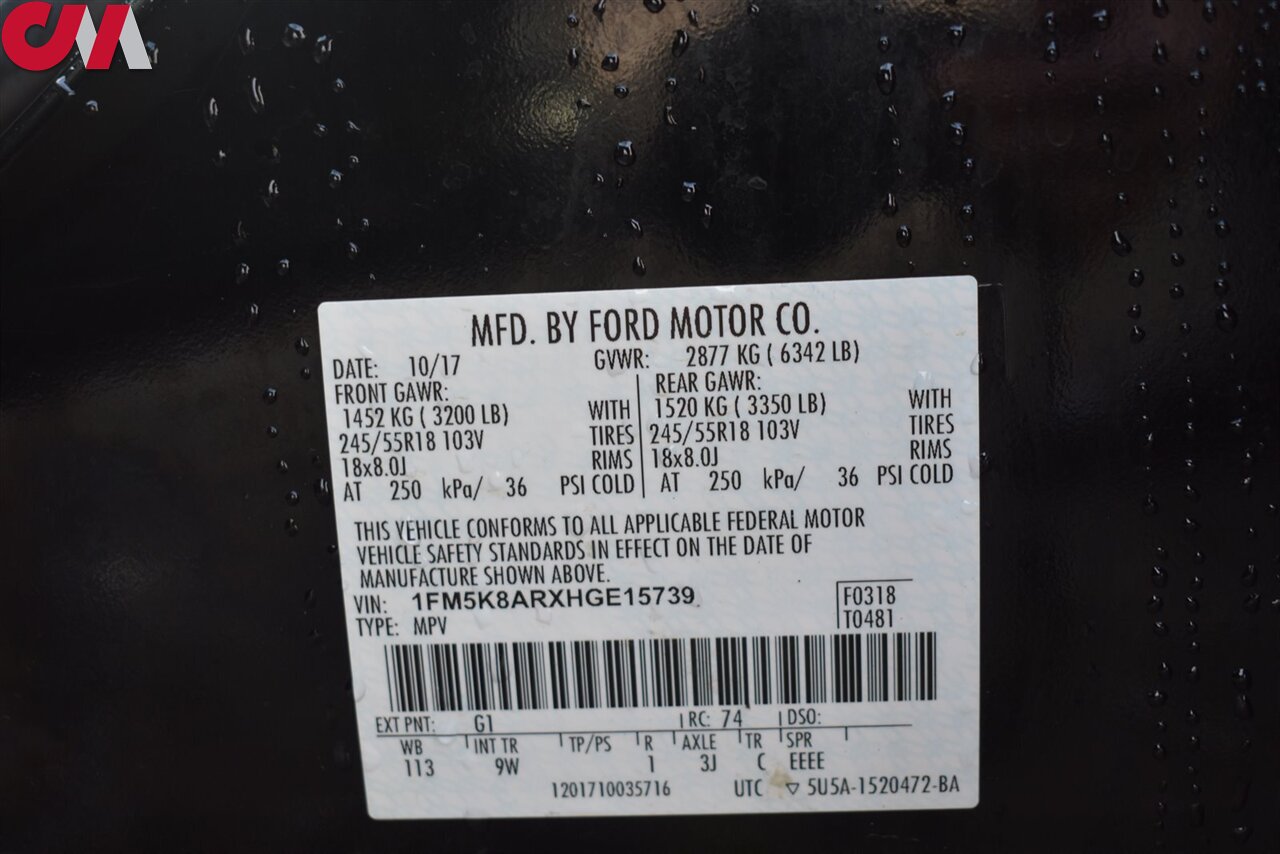 CM
MFD. BY FORD MOTOR CO.
DATE: 10/17 GVWR: 2877 KG ( 6342 LB)
FRONT GAWR: REAR GAWR:
1452 KG ( 3200 LB) WITH 1520 KG ( 3350 LB) WITH
245/55R18 103V TIRES 245/55R18 103V TIRES
18x8.0J RIMS 18x8.0J RIMS
AT 250 kPa/ 36 PSI COLD AT 250 kPa/ 36 PSI COLD
THIS VEHICLE CONFORMS TO ALL APPLICABLE FEDERAL MOTOR
VEHICLE SAFETY STANDARDS IN EFFECT ON THE DATE OF
MANUFACTURE SHOWN ABOVE.
VIN: 1FM5K8ARXHGE15739 F0318
TYPE: MPV T0481
EXT PNT: G1 RC: 74 DSO:
WB INT TR TP/PS R AXLE TR SPR
113 9W 1 3J C EEEE
1201710035716 UTC ▽ 5U5A-1520472-BA